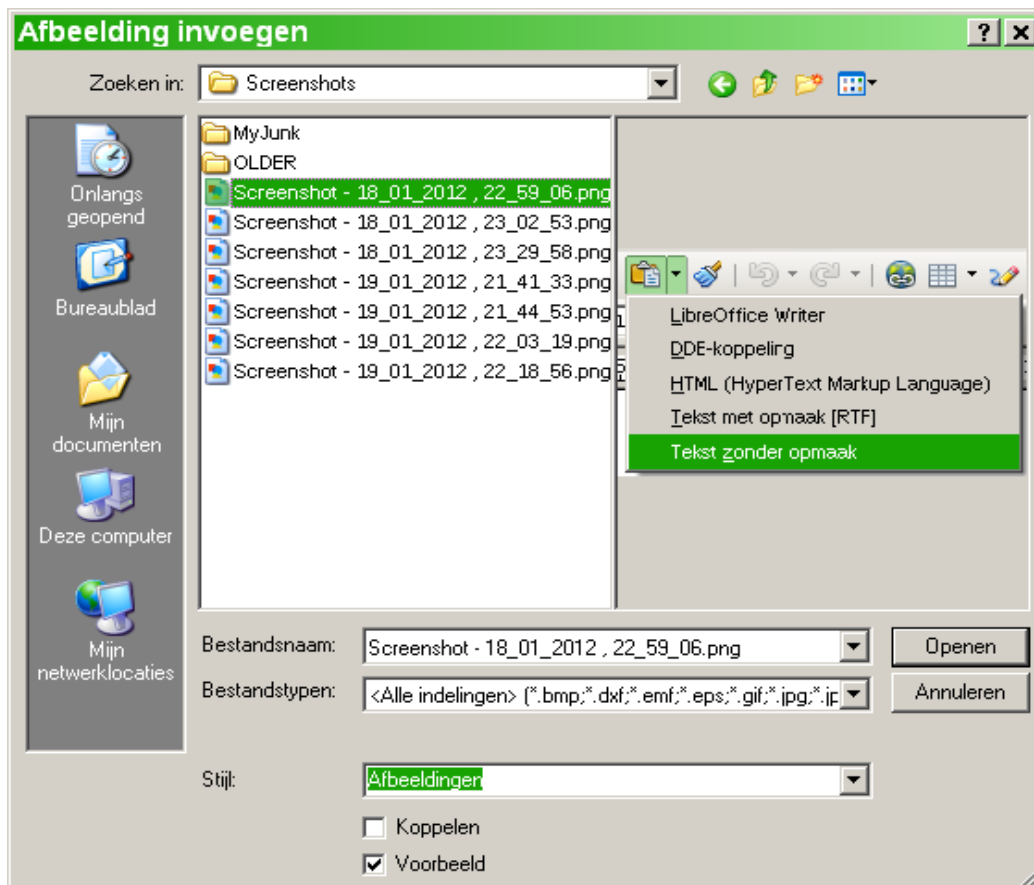 Afbeelding invoegen
Zoeken in:
Screenshots
Onlangs
geopend
Bureaublad
Mijn
documenten
Deze computer
Mijn
netwerklocaties
MyJunk
OLDER
Screenshot - 18_01_2012 , 22_59_06.png
Screenshot - 18_01_2012 , 23_02_53.png
Screenshot - 18_01_2012 , 23_29_58.png
Screenshot - 19_01_2012 , 21_41_33.png
Screenshot - 19_01_2012 , 21_44_53.png
Screenshot - 19_01_2012 , 22_03_19.png
Screenshot - 19_01_2012 , 22_18_56.png
LibreOffice Writer
DDE-koppeling
HTML (HyperText Markup Language)
Tekst met opmaak [RTF]
Tekst zonder opmaak
Bestandsnaam:
Screenshot - 18_01_2012 , 22_59_06.png
Openen
Bestandstypen:
<Alle indelingen> (*.bmp;*.dxf;*.emf;*.eps;*.gif;*.jpg;*.jp
Annuleren
Stijl:
Afbeeldingen
Koppelen
Voorbeeld